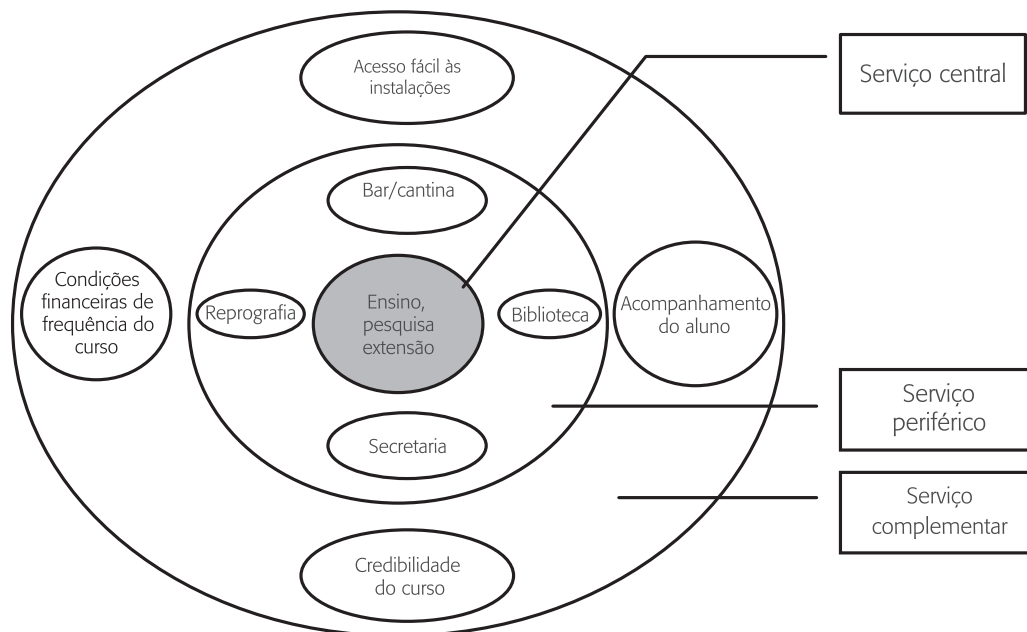 Acesso fácil às
instalações
Serviço central
Bar/cantina
Condições
financeiras de
frequência do
curso
Reprografia
Ensino,
pesquisa
extensão
Biblioteca
Acompanhamento
do aluno
Serviço
periférico
Secretaria
Serviço
complementar
Credibilidade
do curso